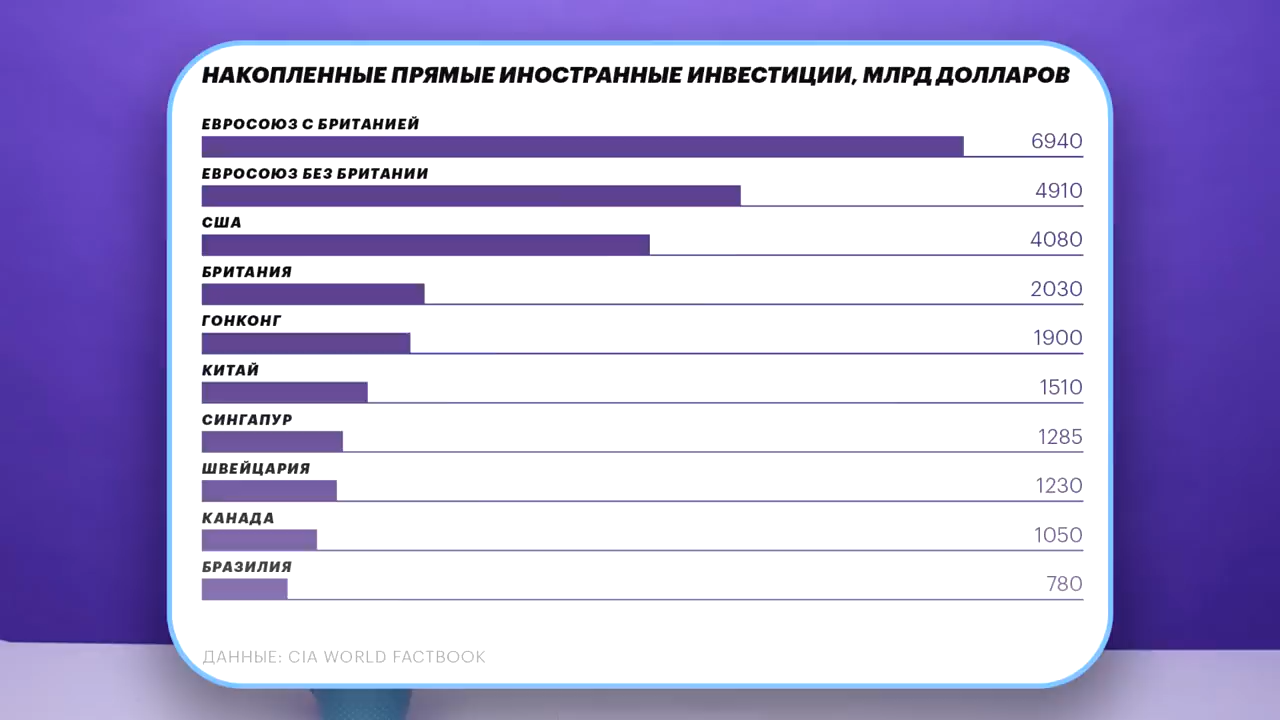 НАКОПЛЕННЫЕ ПРЯМЫЕ ИНОСТРАННЫЕ ИНВЕСТИЦИИ, МЛРД ДОЛЛАРОВ
ЕВРОСОЮЗ С БРИТАНИЕЙ
6940
ЕВРОСОЮЗ БЕЗ БРИТАНИИ
4910
США
4080
БРИТАНИЯ
2030
ГОНКОНГ
1900
КИТАЙ
1510
СИНГАПУР
1285
ШВЕЙЦАРИЯ
1230
КАНАДА
1050
БРАЗИЛИЯ
780
ДАННЫЕ: CIA WORLD FACTBOOK